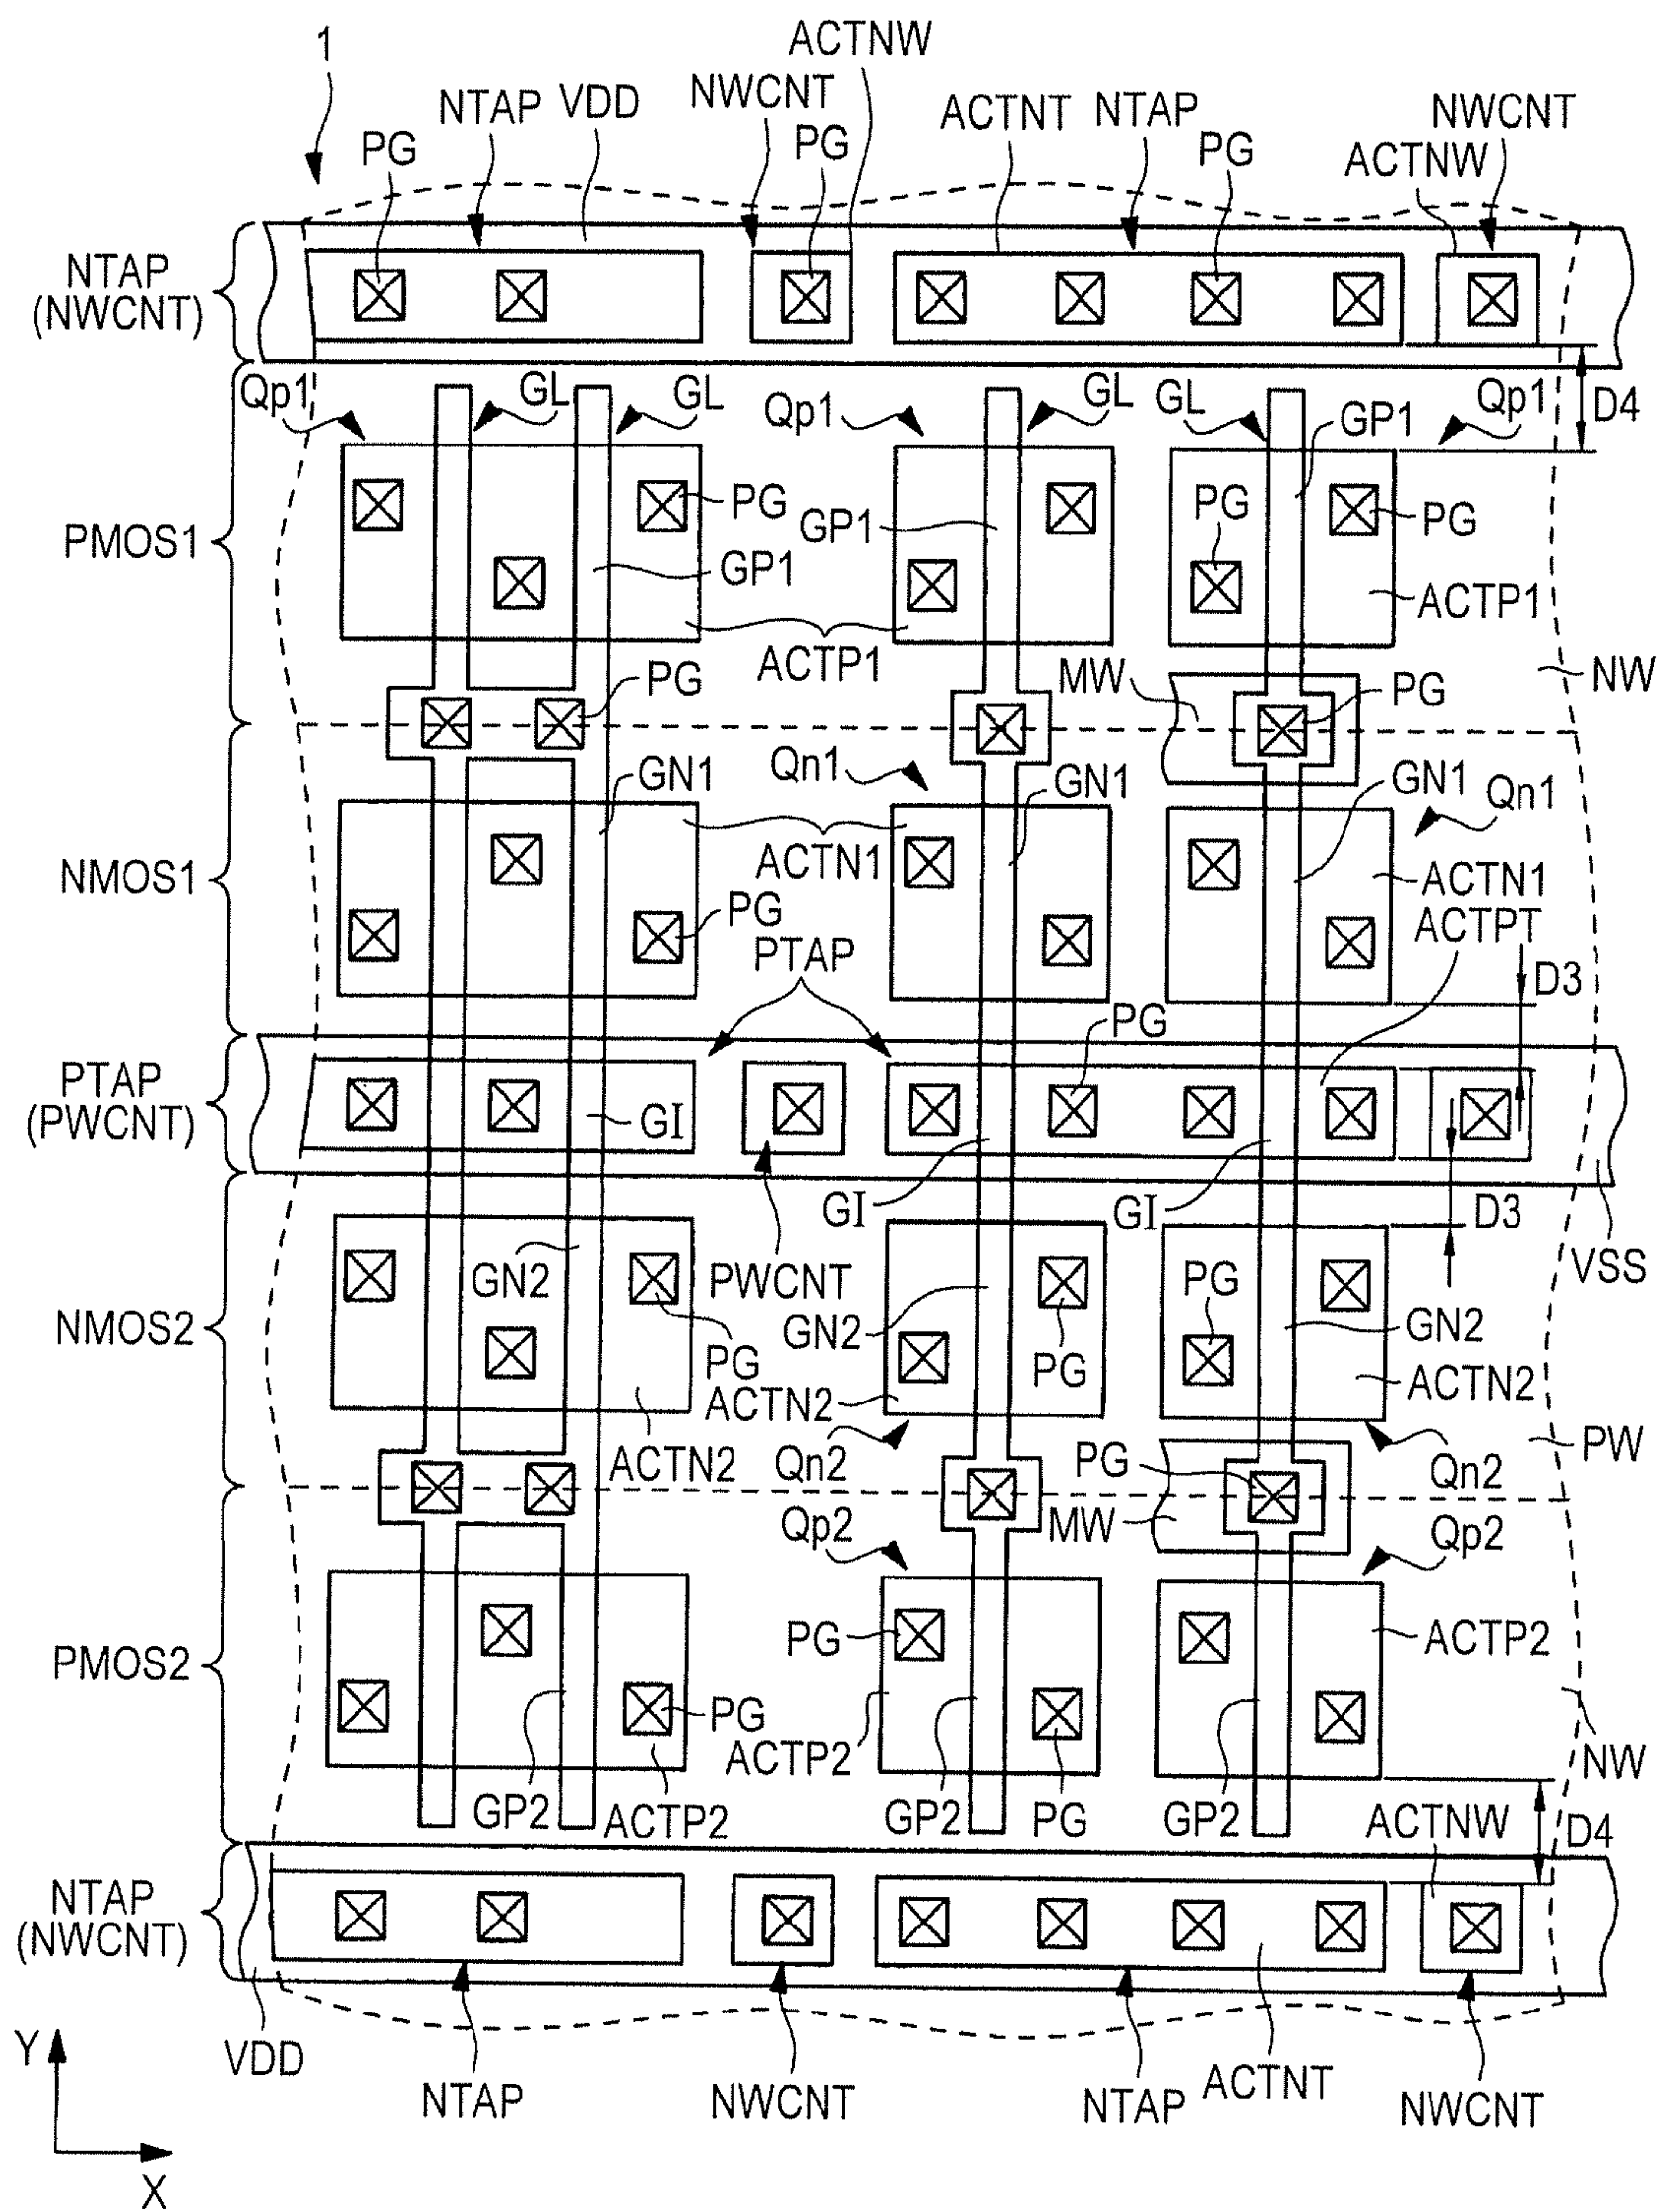 1
ACTNW
NTAP
VDD
NWCNT
ACTNT
NTAP
NWCNT
PG
PG
PG
ACTNW
NTAP
(NWCNT)
Qp1
GL
GL
Qp1
GL
GL
GP1
Qp1
D4
PMOS1
PG
GP1
PG
PG
GP1
ACTP1
ACTP1
PG
MW
PG
NW
GN1
Qn1
GN1
GN1
Qn1
NMOS1
ACTN1
ACTN1
PG
PTAP
ACTPT
D3
PG
PTAP
(PWCNT)
GI
GI
GI
D3
VSS
GN2
PWCNT
PG
NMOS2
GN2
GN2
PG
PG
ACTN2
ACTN2
ACTN2
Qn2
PG
Qn2
PW
Qp2
MW
Qp2
PG
ACTP2
PMOS2
PG
ACTP2
NW
GP2
ACTP2
GP2
PG
GP2
ACTNW
D4
NTAP
(NWCNT)
Y
VDD
NTAP
NWCNT
NTAP
ACTNT
NWCNT
X